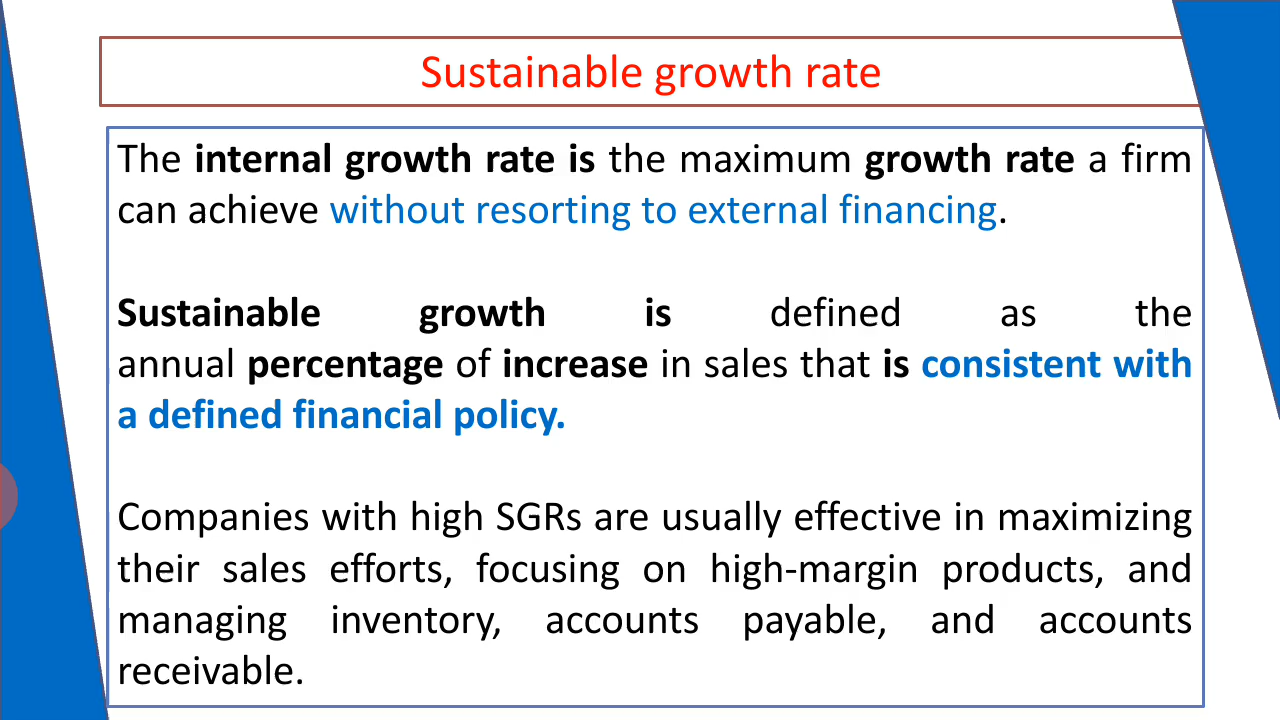 Sustainable growth rate
The internal growth rate is the maximum growth rate a firm
can achieve without resorting to external financing.
Sustainable growth is defined as the
annual percentage of increase in sales that is consistent with
a defined financial policy.
Companies with high SGRs are usually effective in maximizing
their sales efforts, focusing on high-margin products, and
managing inventory, accounts payable, and accounts
receivable.